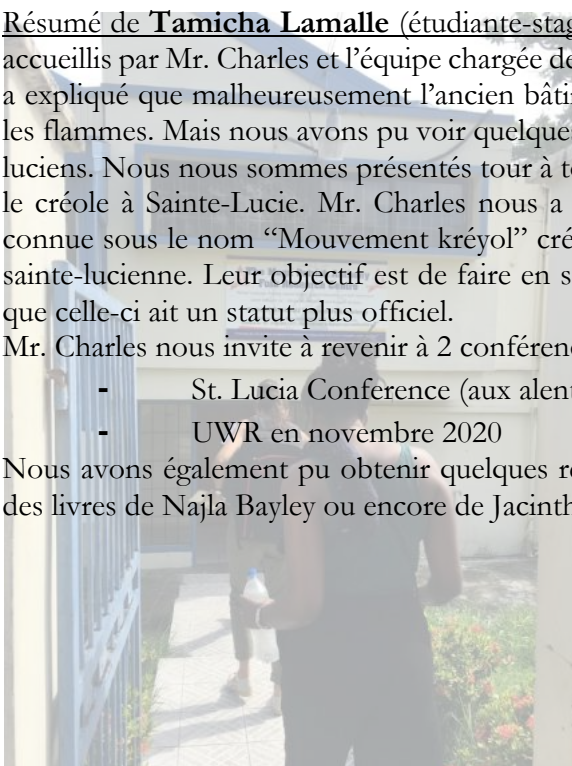 Résumé de Tamicha Lamalle (étudiante-stag
accueillis par Mr. Charles et l’équipe chargée de
a expliqué que malheureusement l’ancien bâti
les flammes. Mais nous avons pu voir quelque
luciens. Nous nous sommes présentés tour à to
le créole à Sainte-Lucie. Mr. Charles nous a
connue sous le nom “Mouvement kréyol” cré
sainte-lucienne. Leur objectif est de faire en s
que celle-ci ait un statut plus officiel.
Mr. Charles nous invite à revenir à 2 conféren
- St. Lucia Conference (aux alent
- UWR en novembre 2020
Nous avons également pu obtenir quelques re
des livres de Najla Bayley ou encore de Jacinth